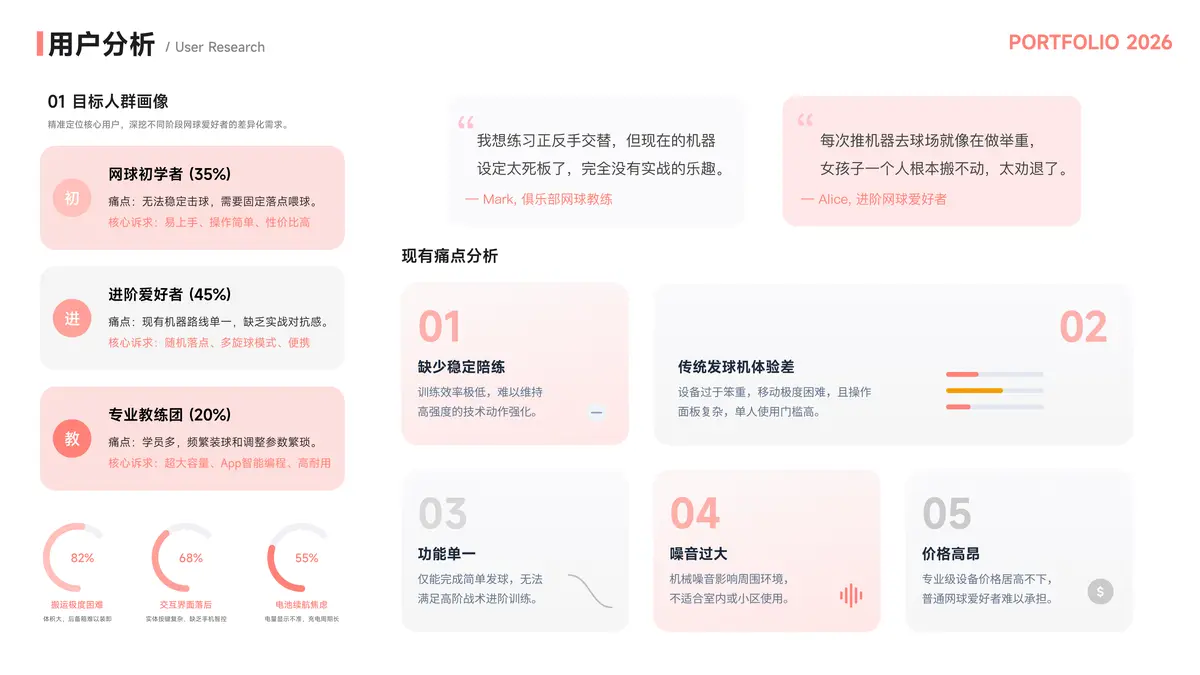 用户分析 / User Research
PORTFOLIO 2026
01 目标人群画像
精准定位核心用户，深挖不同阶段网球爱好者的差异化需求。
初
网球初学者 (35%)
痛点：无法稳定击球，需要固定落点喂球。
核心诉求：易上手、操作简单、性价比高
进
进阶爱好者 (45%)
痛点：现有机器路线单一，缺乏实战对抗感。
核心诉求：随机落点、多旋球模式、便携
教
专业教练团 (20%)
痛点：学员多，频繁装球和调整参数繁琐。
核心诉求：超大容量、App智能编程、高耐用
82%
搬运极度困难
体积大，后备箱难以装卸
68%
交互界面落后
实体按键复杂，缺乏手机智控
55%
电池续航焦虑
电量显示不准，充电周期长
“
我想练习正反手交替，但现在的机器
设定太死板了，完全没有实战的乐趣。
— Mark, 俱乐部网球教练
“
每次推机器去球场就像在做举重，
女孩子一个人根本搬不动，太劝退了。
— Alice, 进阶网球爱好者
现有痛点分析
01
缺少稳定陪练
训练效率极低，难以维持
高强度的技术动作强化。
02
传统发球机体验差
设备过于笨重，移动极度困难，且操作
面板复杂，单人使用门槛高。
03
功能单一
仅能完成简单发球，无法
满足高阶战术进阶训练。
04
噪音过大
机械噪音影响周围环境，
不适合室内或小区使用。
05
价格高昂
专业级设备价格居高不下，
普通网球爱好者难以承担。
$